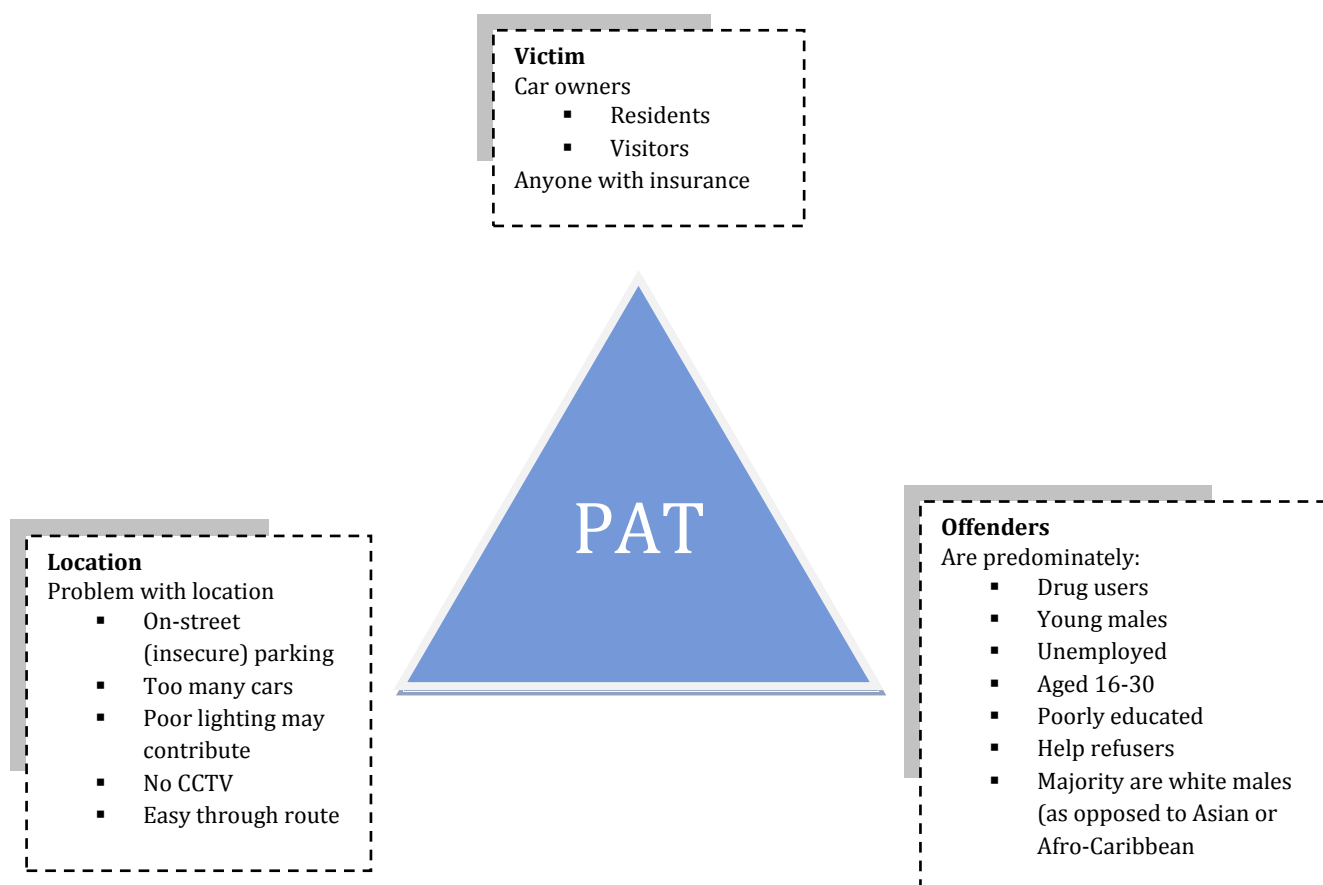 Victim
Car owners
▪ Residents
▪ Visitors
Anyone with insurance
PAT
Location
Problem with location
▪ On-street
(insecure) parking
▪ Too many cars
▪ Poor lighting may
contribute
▪ No CCTV
▪ Easy through route
Offenders
Are predominately:
▪ Drug users
▪ Young males
▪ Unemployed
▪ Aged 16-30
▪ Poorly educated
▪ Help refusers
▪ Majority are white males
(as opposed to Asian or
Afro-Caribbean